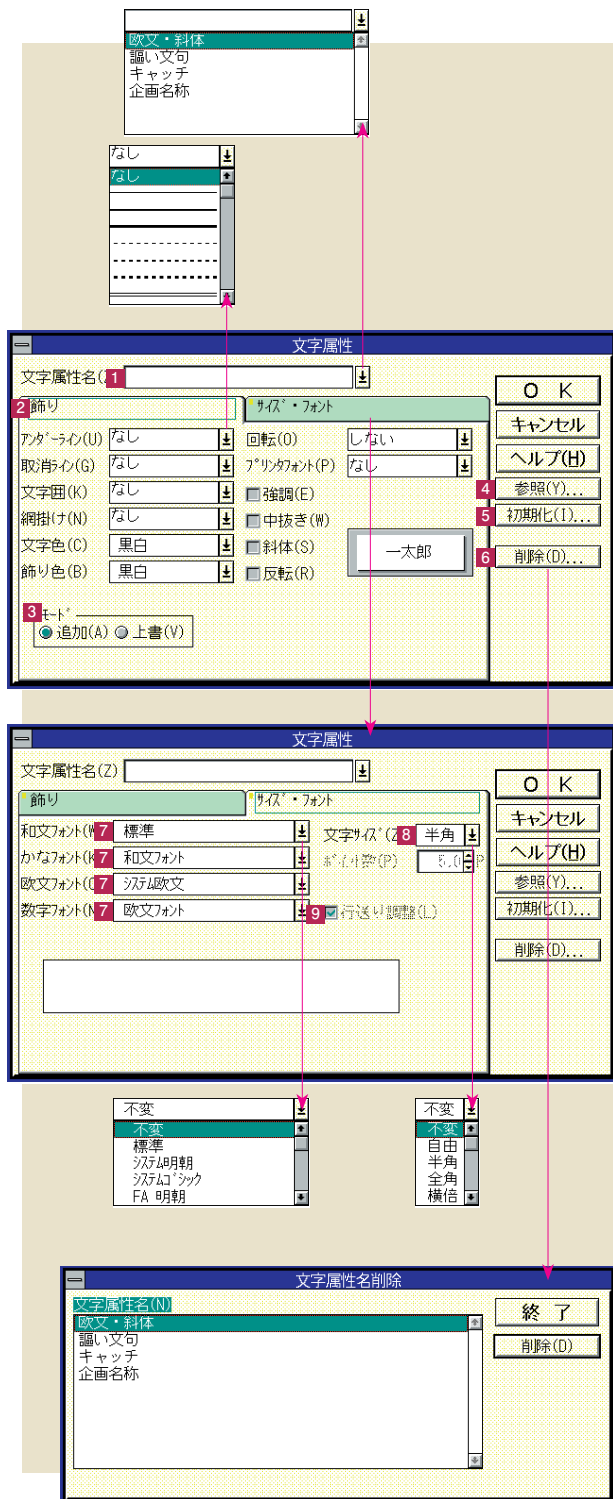 欧文・斜体
謳い文句
キャッチ
企画名称
なし
なし
文字属性
文字属性名(
1
2 飾り
ｻｲｽﾞ・ﾌｫﾝﾄ
ｱﾝﾀﾞｰﾗｲﾝ(U) なし 回転(O) しない
取消ﾗｲﾝ(G) なし ﾌﾟﾘﾝﾀﾌｫﾝﾄ(P) なし
文字囲(K) なし 強調(E)
網掛け(N) なし 中抜き(W)
文字色(C) 黒白 斜体(S)
飾り色(B) 黒白 反転(R)
一太郎
3 ﾓｰﾄﾞ
追加(A) 上書(V)
O K
キャンセル
ヘルプ(H)
4 参照(Y)...
5 初期化(I)...
6 削除(D)...
文字属性
文字属性名(Z)
飾り
ｻｲｽﾞ・ﾌｫﾝﾄ
和文ﾌｫﾝﾄ(W 7 標準 文字ｻｲｽﾞ(Z 8 半角
かなﾌｫﾝﾄ(K 7 和文ﾌｫﾝﾄ ﾎﾟｲﾝﾄ数(P) 5.0 P
欧文ﾌｫﾝﾄ(O 7 ｼｽﾃﾑ欧文
数字ﾌｫﾝﾄ(N 7 欧文ﾌｫﾝﾄ 9 行送り調整(L)
O K
キャンセル
ヘルプ(H)
参照(Y)...
初期化(I)...
削除(D)...
不変
不変
標準
ｼｽﾃﾑ明朝
ｼｽﾃﾑｺﾞｼｯｸ
FA 明朝
不変
不変
自由
半角
全角
横倍
文字属性名削除
文字属性名(N)
欧文・斜体
謳い文句
キャッチ
企画名称
終 了
削除(D)